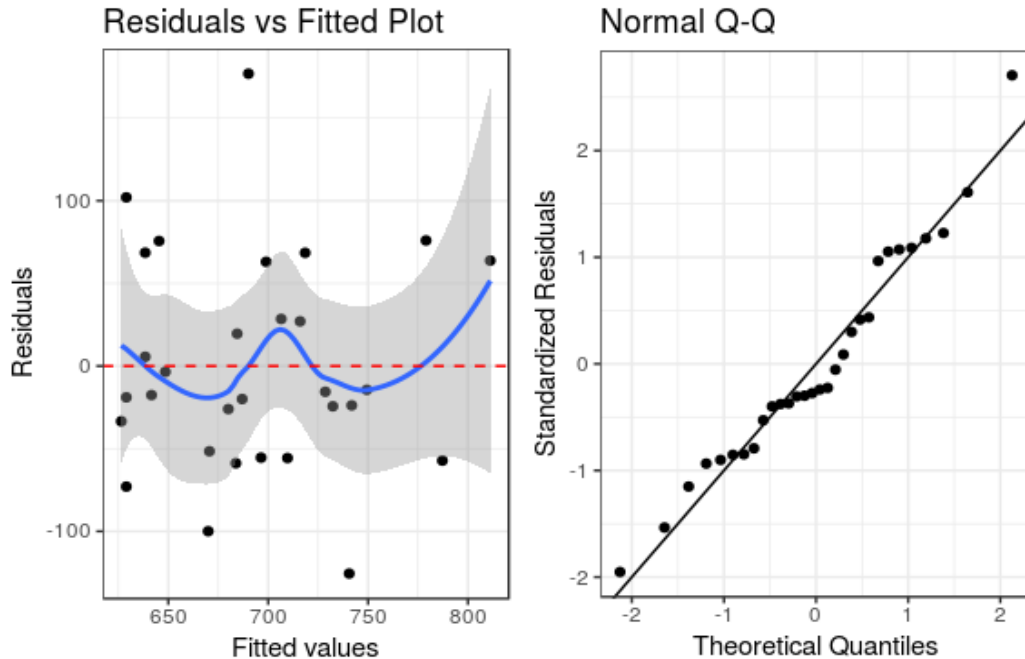 Residuals vs Fitted Plot
Residuals
100
0
-100
650 700 750 800
Fitted values
Normal Q-Q
Standardized Residuals
2
1
0
-1
-2
-2 -1 0 1 2
Theoretical Quantiles